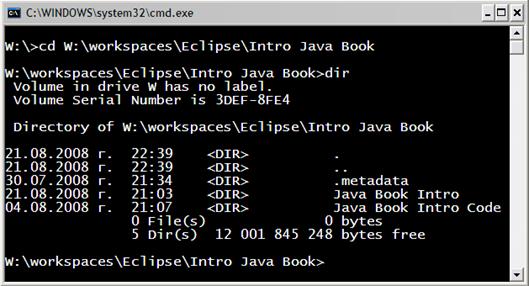 C:\WINDOWS\system32\cmd.exe
W:\>cd W:\workspaces\Eclipse\Intro Java Book
W:\workspaces\Eclipse\Intro Java Book>dir
Volume in drive W has no label.
Volume Serial Number is 3DEF-8FE4
Directory of W:\workspaces\Eclipse\Intro Java Book
21.08.2008 г. 22:39 <DIR> .
21.08.2008 г. 22:39 <DIR> ..
30.07.2008 г. 21:34 <DIR> .metadata
21.08.2008 г. 21:03 <DIR> Java Book Intro
04.08.2008 г. 21:07 <DIR> Java Book Intro Code
0 File(s) 0 bytes
5 Dir(s) 12 001 845 248 bytes free
W:\workspaces\Eclipse\Intro Java Book>